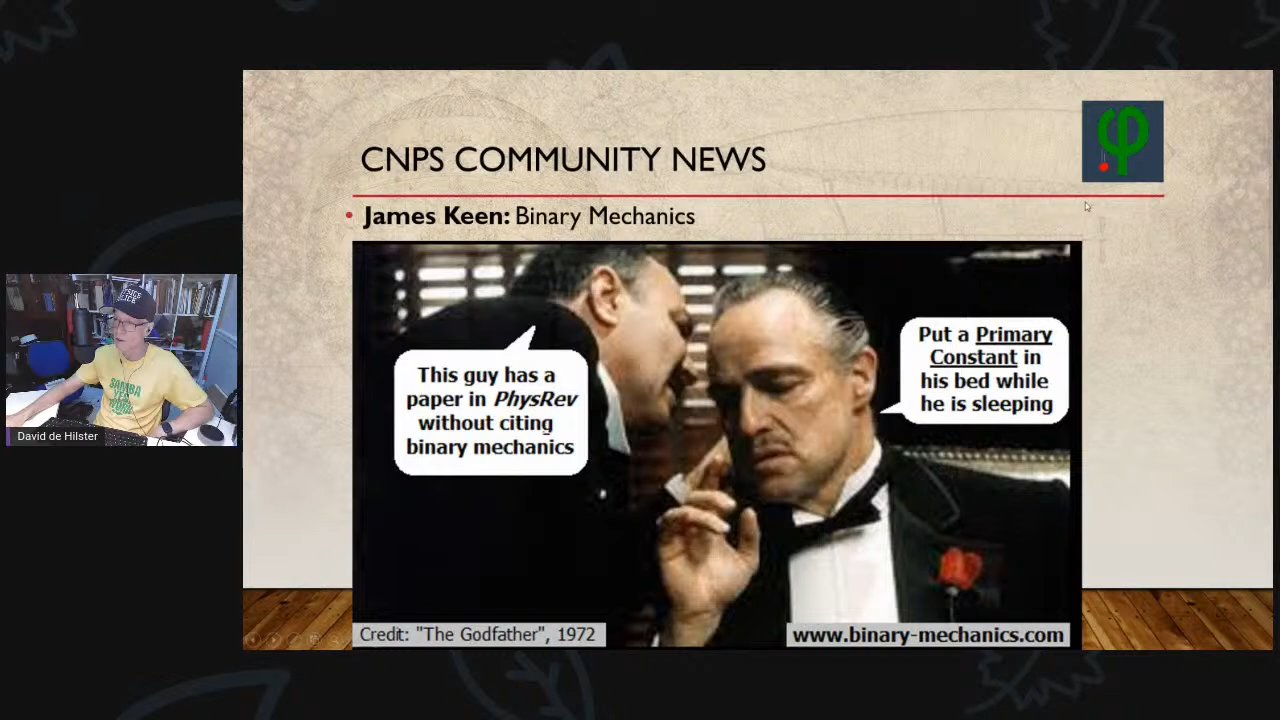 CNPS COMMUNITY NEWS
• James Keen: Binary Mechanics
This guy has a
paper in PhysRev
without citing
binary mechanics
Put a Primary
Constant in
his bed while
he is sleeping
Credit: "The Godfather", 1972
www.binary-mechanics.com
SAMBA
YES
David de Hilster